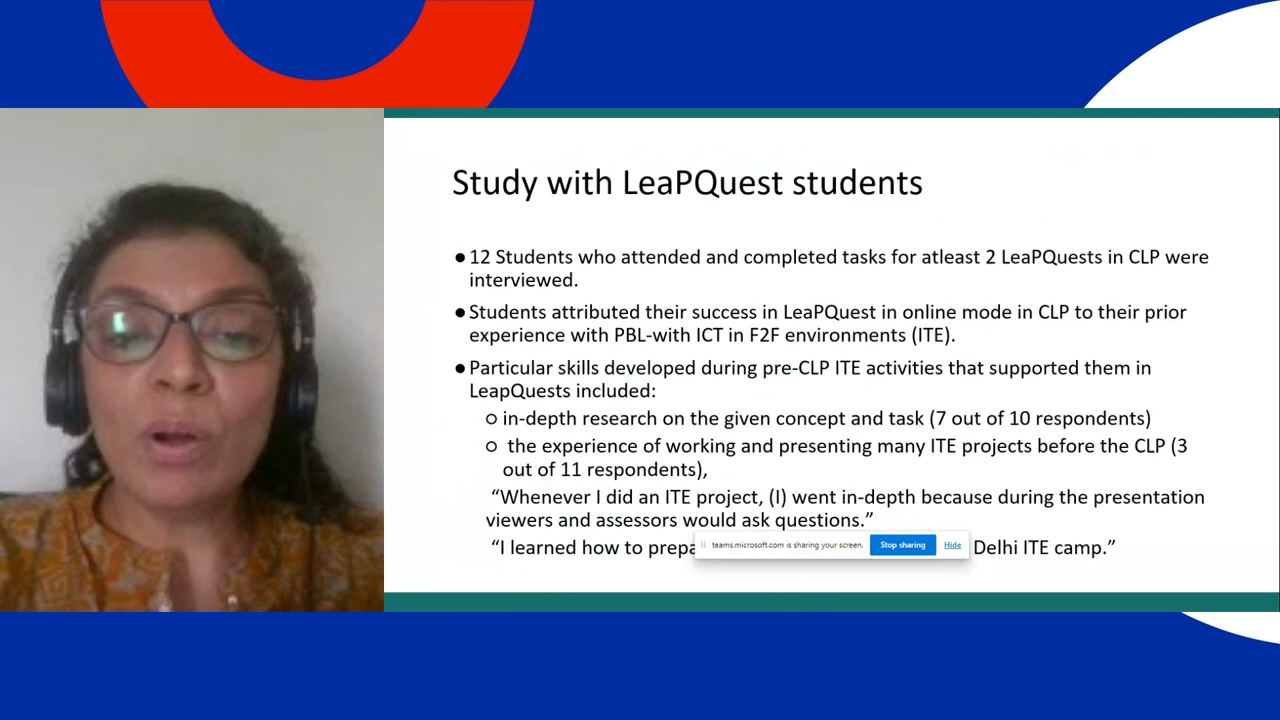 Study with LeaPQuest students
●12 Students who attended and completed tasks for atleast 2 LeaPQuests in CLP were
interviewed.
●Students attributed their success in LeaPQuest in online mode in CLP to their prior
experience with PBL-with ICT in F2F environments (ITE).
●Particular skills developed during pre-CLP ITE activities that supported them in
LeapQuests included:
○ in-depth research on the given concept and task (7 out of 10 respondents)
○ the experience of working and presenting many ITE projects before the CLP (3
out of 11 respondents),
“Whenever I did an ITE project, (I) went in-depth because during the presentation
viewers and assessors would ask questions.”
“I learned how to Delhi ITE camp.”
teams.microsoft.com is sharing your screen. Stop sharing Hide